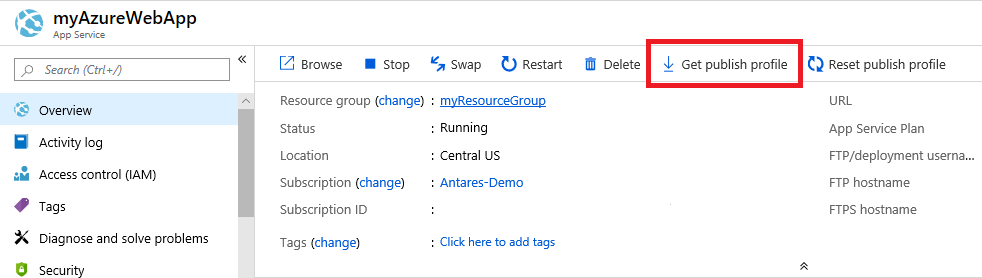 myAzureWebApp
App Service
Search (Ctrl+/)
«
Overview
Activity log
Access control (IAM)
Tags
Diagnose and solve problems
Security
Browse Stop Swap Restart Delete Get publish profile Reset publish profile
Resource group (change) : myResourceGroup URL
Status : Running App Service Plan
Location : Central US FTP/deployment userna...
Subscription (change) : Antares-Demo FTP hostname
Subscription ID : FTPS hostname
Tags (change) : Click here to add tags